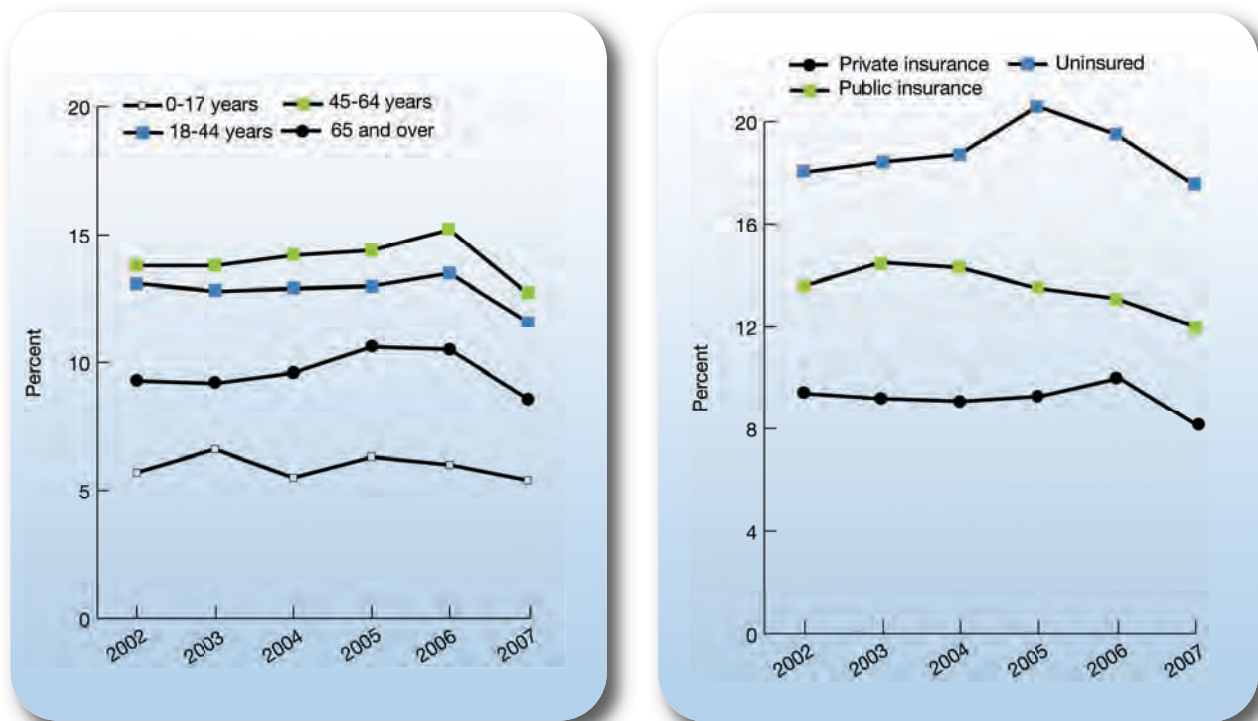 0-17 years 45-64 years
18-44 years 65 and over
20
15
10
5
0
Percent
2002 2003 2004 2005 2006 2007
Private insurance Uninsured
Public insurance
20
16
12
8
4
0
Percent
2002 2003 2004 2005 2006 2007